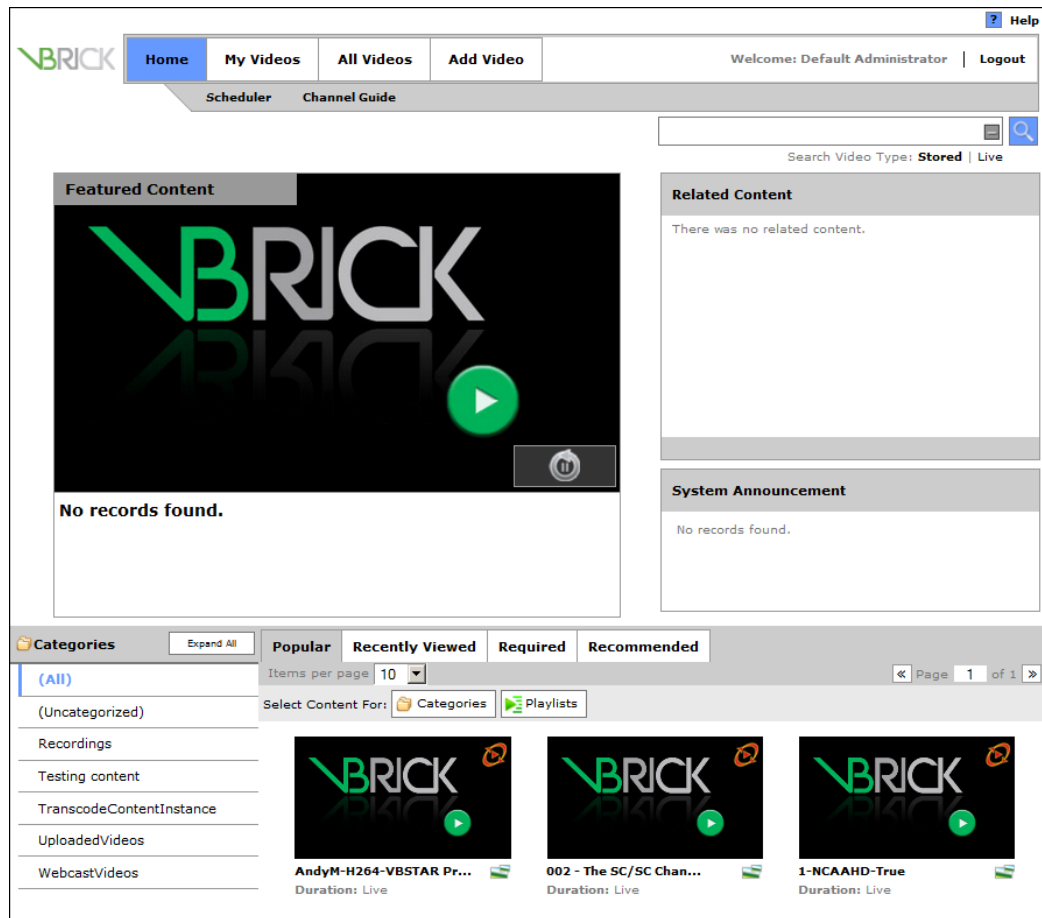 ? Help
VBRICK
Home My Videos All Videos Add Video Welcome: Default Administrator | Logout
Scheduler Channel Guide
Search Video Type: Stored | Live
Featured Content
VBRICK
No records found.
Related Content
There was no related content.
System Announcement
No records found.
Categories Expand All
(All)
(Uncategorized)
Recordings
Testing content
TranscodeContentInstance
UploadedVideos
WebcastVideos
Popular Recently Viewed Required Recommended
Items per page 10 « Page 1 of 1 »
Select Content For: Categories Playlists
VBRICK VBRICK VBRICK
AndyM-H264-VBSTAR Pr... 002 - The SC/SC Chan... 1-NCAAHD-True
Duration: Live Duration: Live Duration: Live